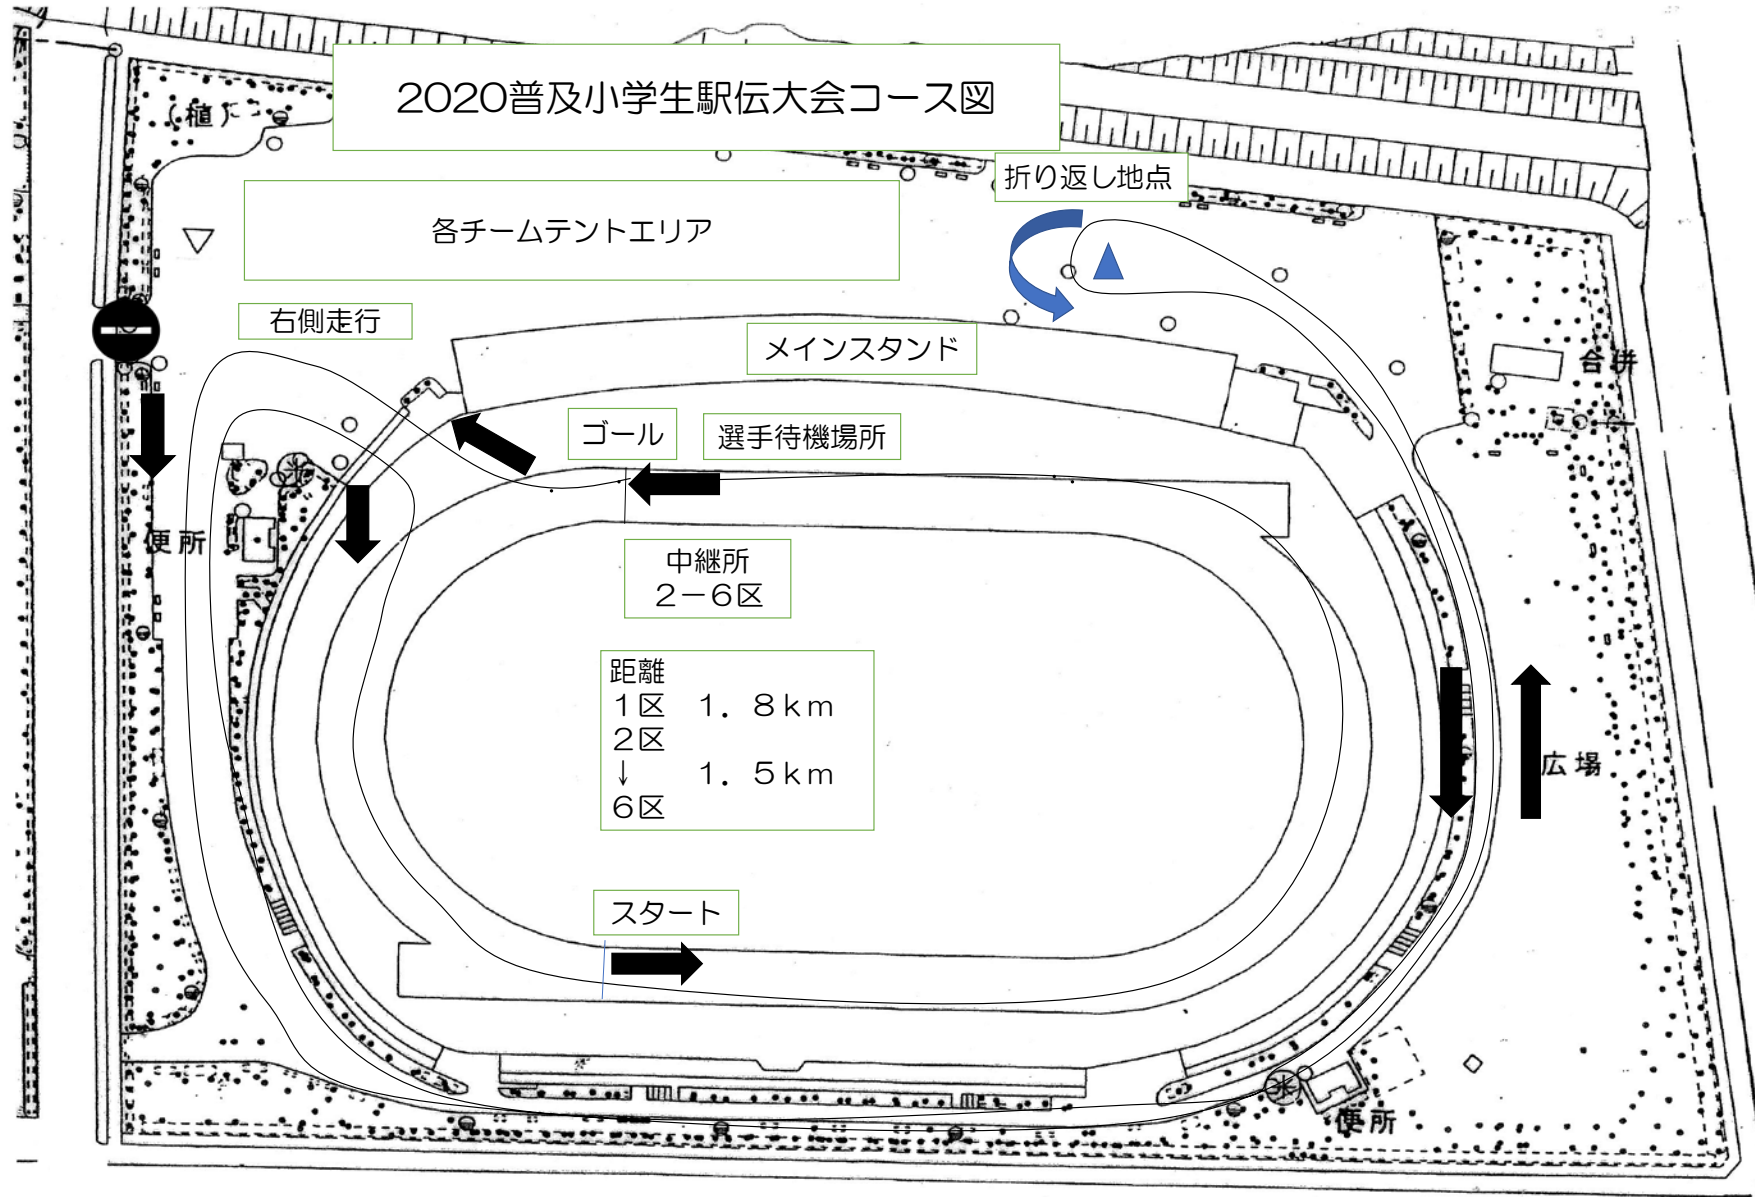 2020普及小学生駅伝大会コース図
植
折り返し地点
各チームテントエリア
右側走行
メインスタンド
合併
ゴール
選手待機場所
便所
中継所
2－6区
距離
1区　1．8km
2区
↓　1．5km
6区
広場
スタート
便所